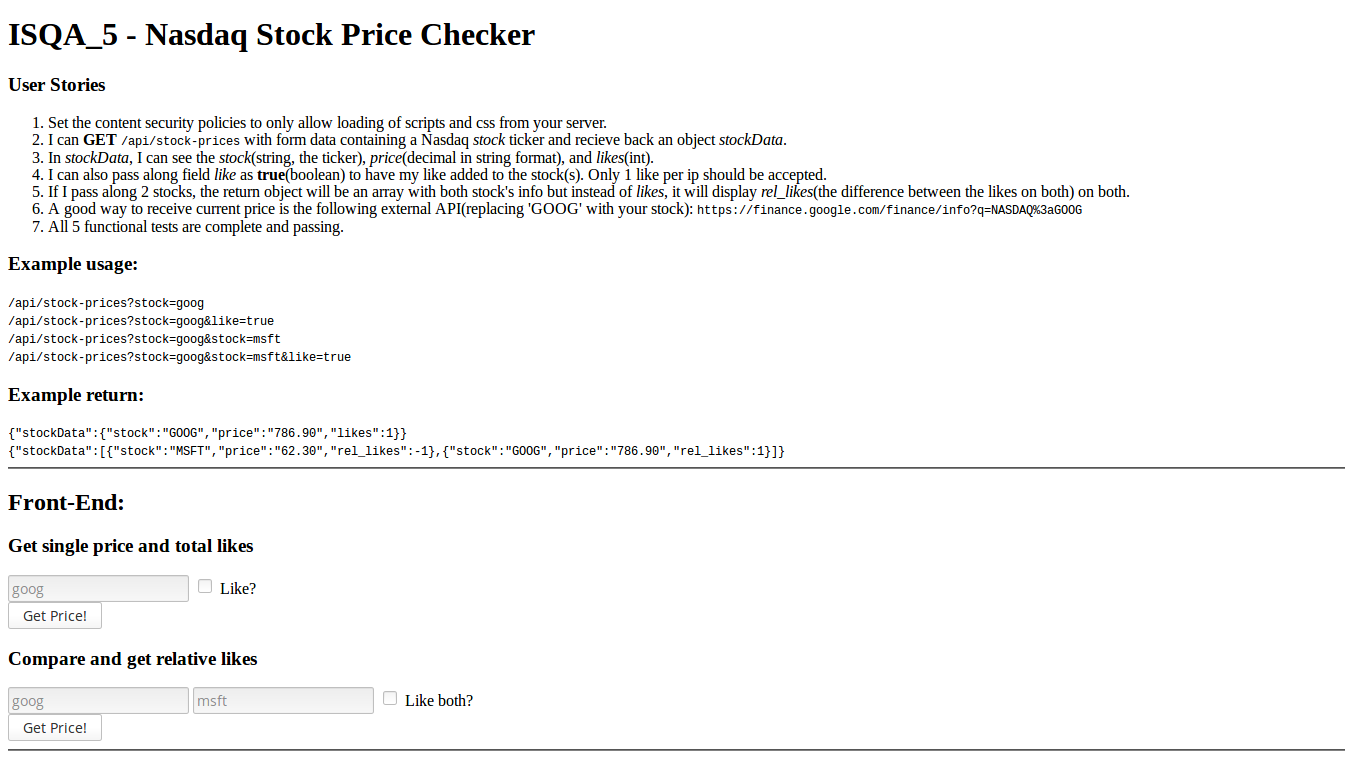 ISQA_5 - Nasdaq Stock Price Checker
User Stories
1. Set the content security policies to only allow loading of scripts and css from your server.
2. I can GET /api/stock-prices with form data containing a Nasdaq stock ticker and recieve back an object stockData.
3. In stockData, I can see the stock(string, the ticker), price(decimal in string format), and likes(int).
4. I can also pass along field like as true(boolean) to have my like added to the stock(s). Only 1 like per ip should be accepted.
5. If I pass along 2 stocks, the return object will be an array with both stock's info but instead of likes, it will display rel_likes(the difference between the likes on both) on both.
6. A good way to receive current price is the following external API(replacing 'GOOG' with your stock): https://finance.google.com/finance/info?q=NASDAQ%3aGOOG
7. All 5 functional tests are complete and passing.
Example usage:
/api/stock-prices?stock=goog
/api/stock-prices?stock=goog&like=true
/api/stock-prices?stock=goog&stock=msft
/api/stock-prices?stock=goog&stock=msft&like=true
Example return:
{"stockData":{"stock":"GOOG","price":"786.90","likes":1}}
{"stockData":[{"stock":"MSFT","price":"62.30","rel_likes":-1},{"stock":"GOOG","price":"786.90","rel_likes":1}]}
Front-End:
Get single price and total likes
goog Like?
Get Price!
Compare and get relative likes
goog msft Like both?
Get Price!